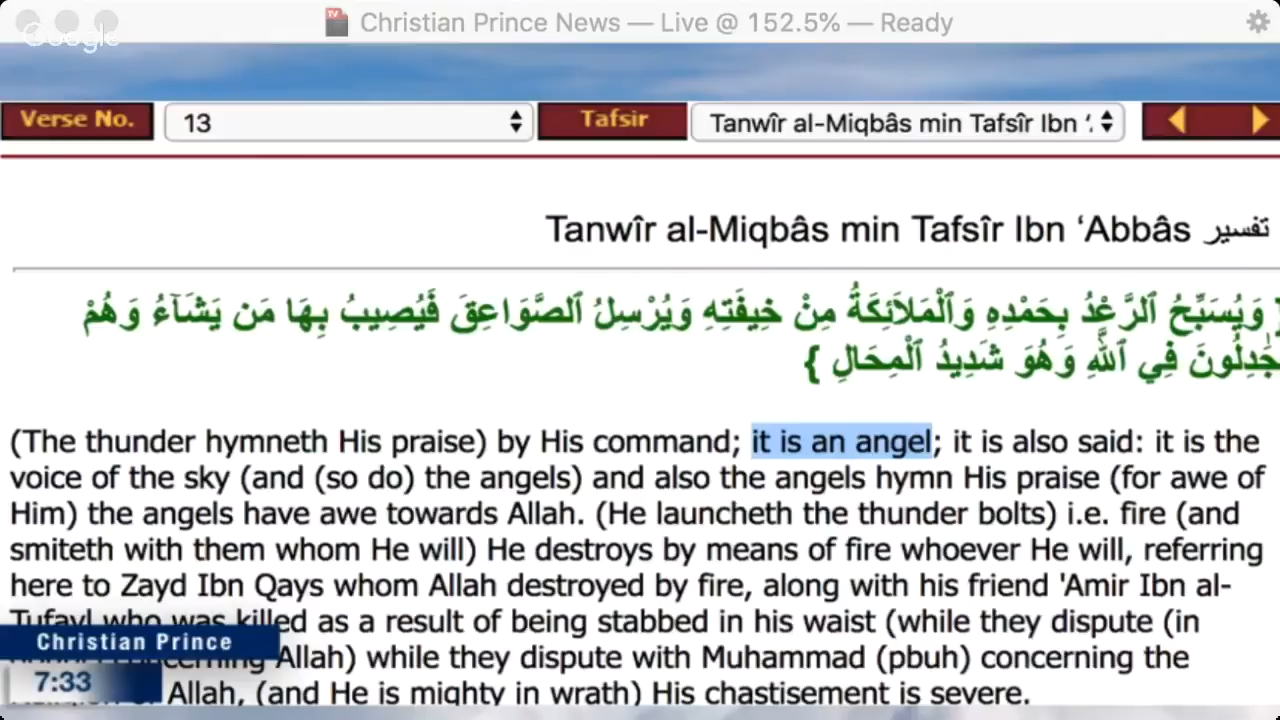 Google
Christian Prince News — Live @ 152.5% — Ready
Verse No.
13
Tafsir
Tanwîr al-Miqbâs min Tafsîr Ibn ‘.
Tanwîr al-Miqbâs min Tafsîr Ibn ‘Abbâs تفسير
وَيُسَبِّحُ ٱلرَّعْدُ بِحَمْدِهِ وَٱلْمَلاَئِكَةُ مِنْ خِيفَتِهِ وَيُرْسِلُ ٱلصَّوَاعِقَ فَيُصِيبُ بِهَا مَن يَشَآءُ وَهُمْ
جَٰدِلُونَ فِي ٱللَّهِ وَهُوَ شَدِيدُ ٱلْمِحَالِ }
(The thunder hymneth His praise) by His command; it is an angel; it is also said: it is the
voice of the sky (and (so do) the angels) and also the angels hymn His praise (for awe of
Him) the angels have awe towards Allah. (He launcheth the thunder bolts) i.e. fire (and
smiteth with them whom He will) He destroys by means of fire whoever He will, referring
here to Zayd Ibn Qays whom Allah destroyed by fire, along with his friend 'Amir Ibn al-
Tufayl who was killed as a result of being stabbed in his waist (while they dispute (in
concerning Allah) while they dispute with Muhammad (pbuh) concerning the
Allah, (and He is mighty in wrath) His chastisement is severe.
Christian Prince
7:33